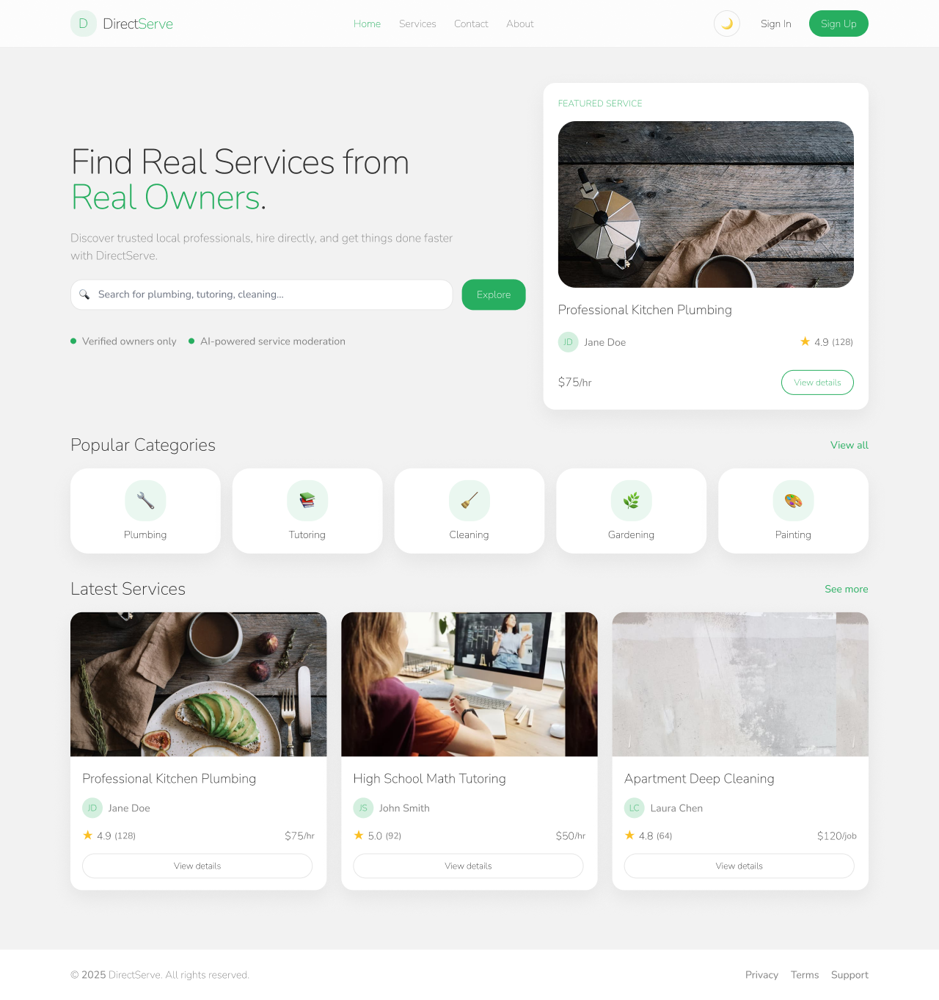 D DirectServe Home Services Contact About Sign In Sign Up
FEATURED SERVICE
Find Real Services from
Real Owners.
Discover trusted local professionals, hire directly, and get things done faster
with DirectServe.
Search for plumbing, tutoring, cleaning... Explore
Verified owners only AI-powered service moderation
Professional Kitchen Plumbing
JD Jane Doe 4.9 (128)
$75/hr View details
Popular Categories View all
Plumbing Tutoring Cleaning Gardening Painting
Latest Services See more
Professional Kitchen Plumbing
JD Jane Doe
4.9 (128) $75/hr
View details
High School Math Tutoring
JS John Smith
5.0 (92) $50/hr
View details
Apartment Deep Cleaning
LC Laura Chen
4.8 (64) $120/job
View details
© 2025 DirectServe. All rights reserved. Privacy Terms Support